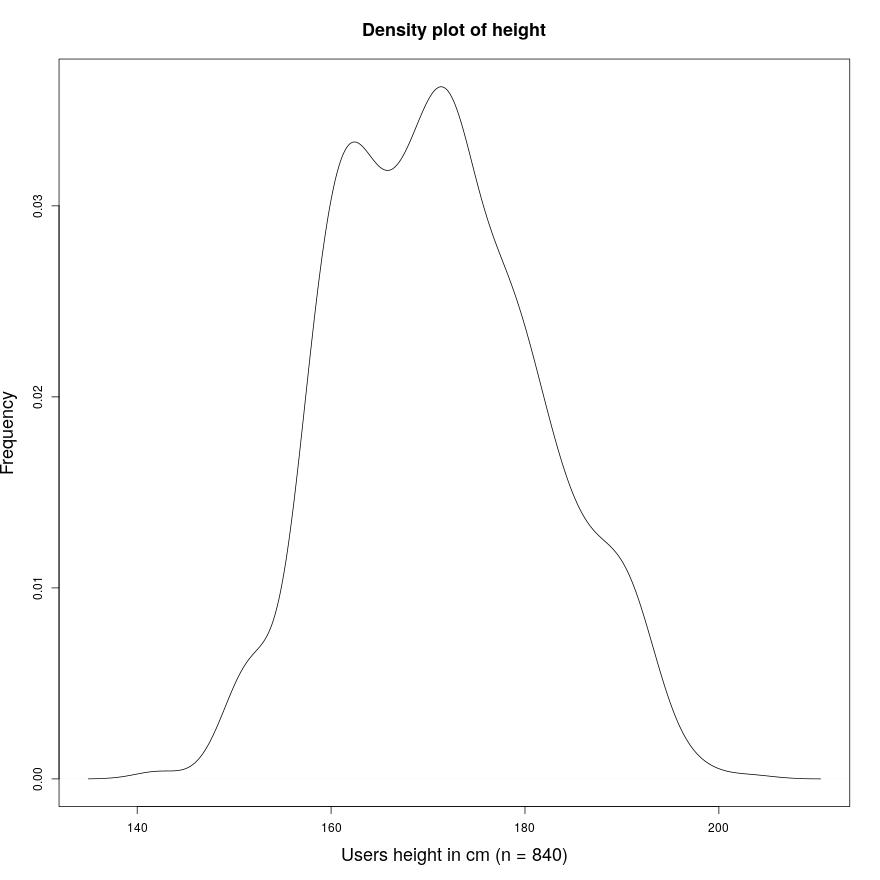 Density plot of height
Frequency
0.03
0.02
0.01
0.00
140 160 180 200
Users height in cm (n = 840)